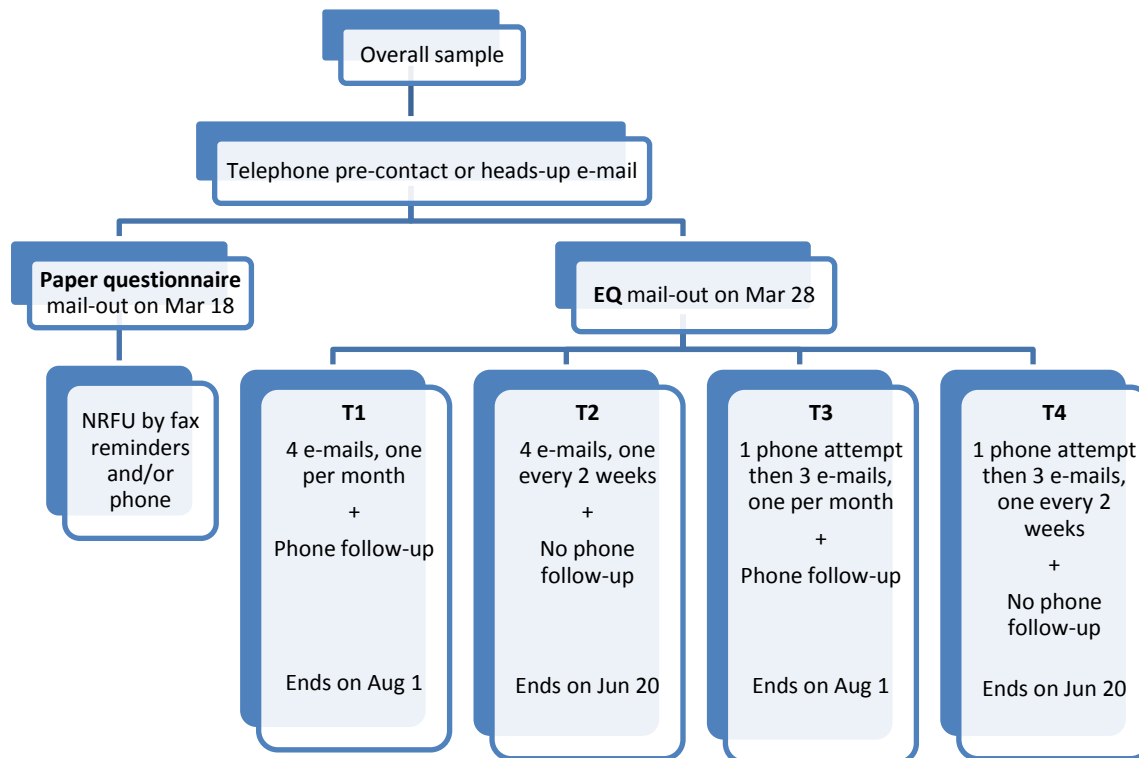 Overall sample
Telephone pre-contact or heads-up e-mail
Paper questionnaire
mail-out on Mar 18
EQ mail-out on Mar 28
NRFU by fax
reminders
and/or
phone
T1
4 e-mails, one
per month
+
Phone follow-up
Ends on Aug 1
T2
4 e-mails, one
every 2 weeks
+
No phone
follow-up
Ends on Jun 20
T3
1 phone attempt
then 3 e-mails,
one per month
+
Phone follow-up
Ends on Aug 1
T4
1 phone attempt
then 3 e-mails,
one every 2
weeks
+
No phone
follow-up
Ends on Jun 20